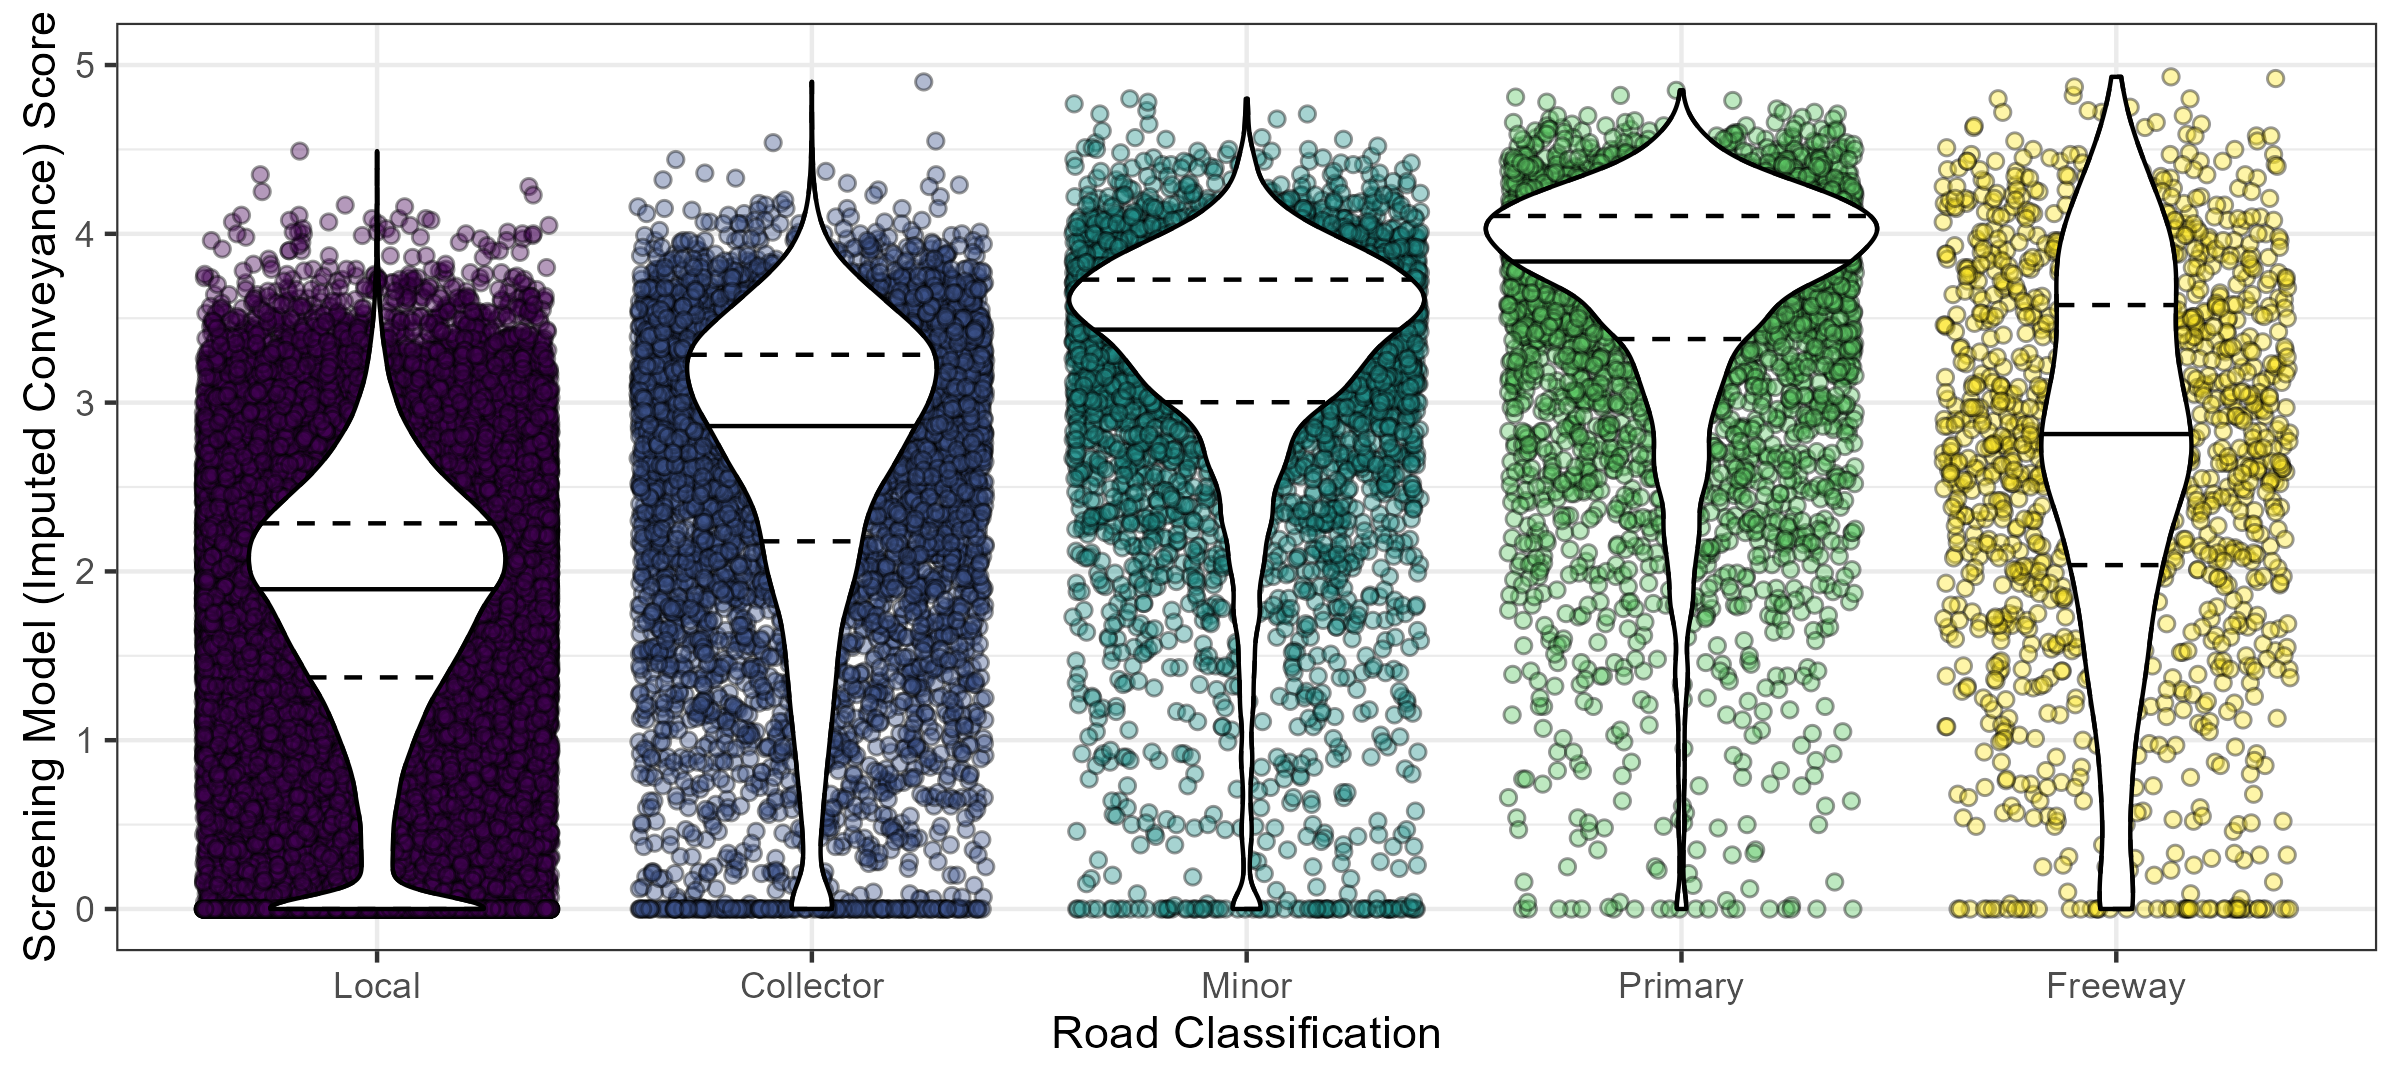 Screening Model (Imputed Conveyance) Score
5
4
3
2
1
0
Local Collector Minor Primary Freeway
Road Classification